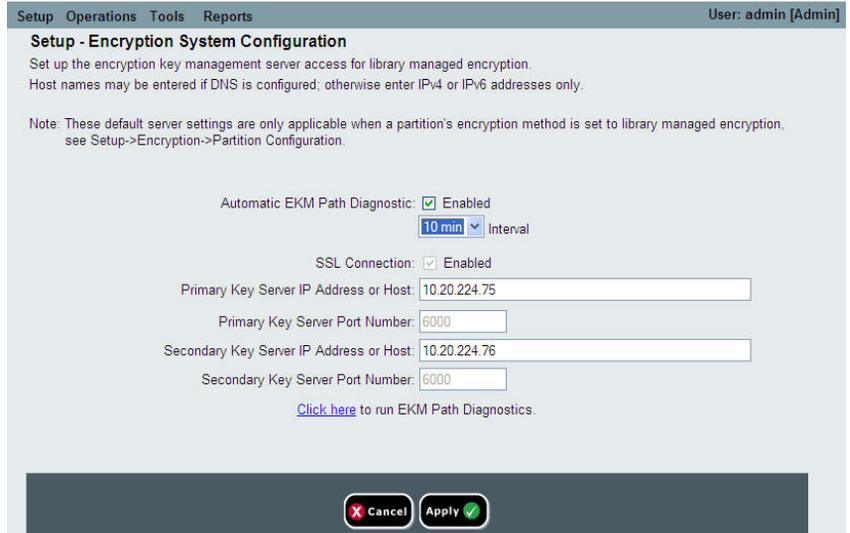 Setup Operations Tools Reports User: admin [Admin]
Setup - Encryption System Configuration
Set up the encryption key management server access for library managed encryption.
Host names may be entered if DNS is configured; otherwise enter IPv4 or IPv6 addresses only.
Note: These default server settings are only applicable when a partition's encryption method is set to library managed encryption,
see Setup->Encryption->Partition Configuration.
Automatic EKM Path Diagnostic: Enabled
10 min Interval
SSL Connection: Enabled
Primary Key Server IP Address or Host: 10.20.224.75
Primary Key Server Port Number: 6000
Secondary Key Server IP Address or Host: 10.20.224.76
Secondary Key Server Port Number: 6000
Click here to run EKM Path Diagnostics.
Cancel Apply